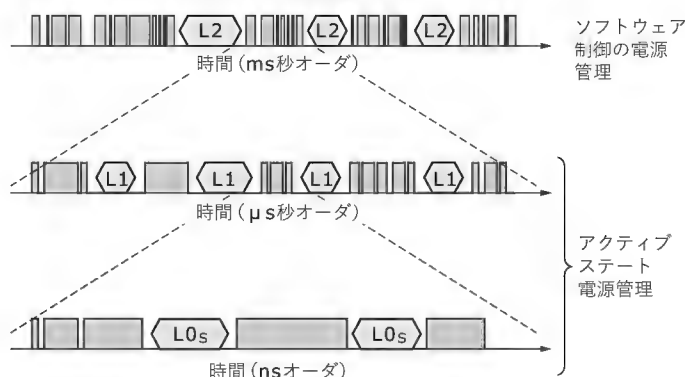 L2 L2 L2
時間(ms秒オーダ)
ソフトウェア
制御の電源
管理
L1 L1 L1 L1
時間(μs秒オーダ)
アクティブ
ステート
電源管理
L0s L0s
時間(nsオーダ)